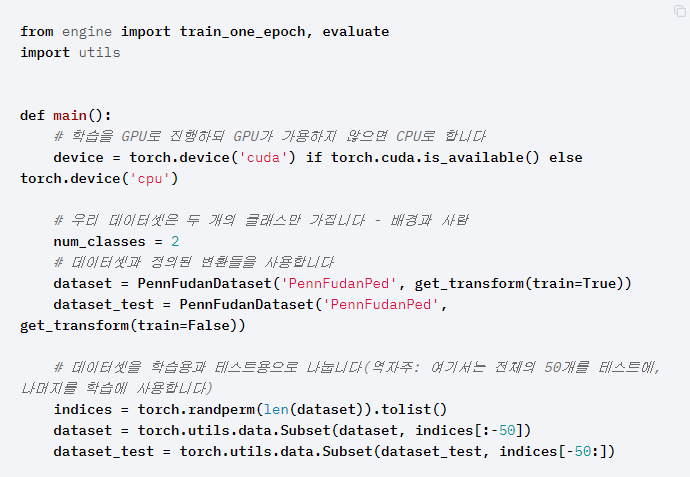 from engine import train_one_epoch, evaluate
import utils
def main():
# 학습을 GPU로 진행하되 GPU가 가용하지 않으면 CPU로 합니다
device = torch.device('cuda') if torch.cuda.is_available() else
torch.device('cpu')
# 우리 데이터셋은 두 개의 클래스만 가집니다 - 배경과 사람
num_classes = 2
# 데이터셋과 정의된 변환들을 사용합니다
dataset = PennFudanDataset('PennFudanPed', get_transform(train=True))
dataset_test = PennFudanDataset('PennFudanPed',
get_transform(train=False))
# 데이터셋을 학습용과 테스트용으로 나눕니다(역자주: 여기서는 전체의 50개를 테스트에,
나머지를 학습에 사용합니다)
indices = torch.randperm(len(dataset)).tolist()
dataset = torch.utils.data.Subset(dataset, indices[:-50])
dataset_test = torch.utils.data.Subset(dataset_test, indices[-50:])